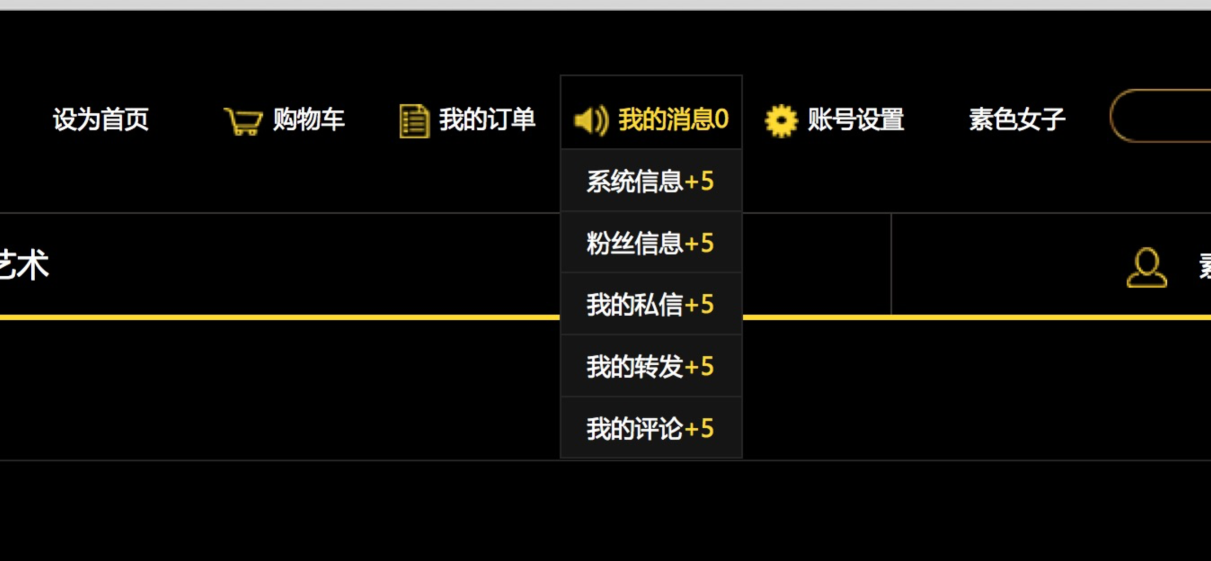 设为首页 购物车 我的订单 我的消息0 账号设置 素色女子
系统信息+5
粉丝信息+5
艺术
我的私信+5
我的转发+5
我的评论+5